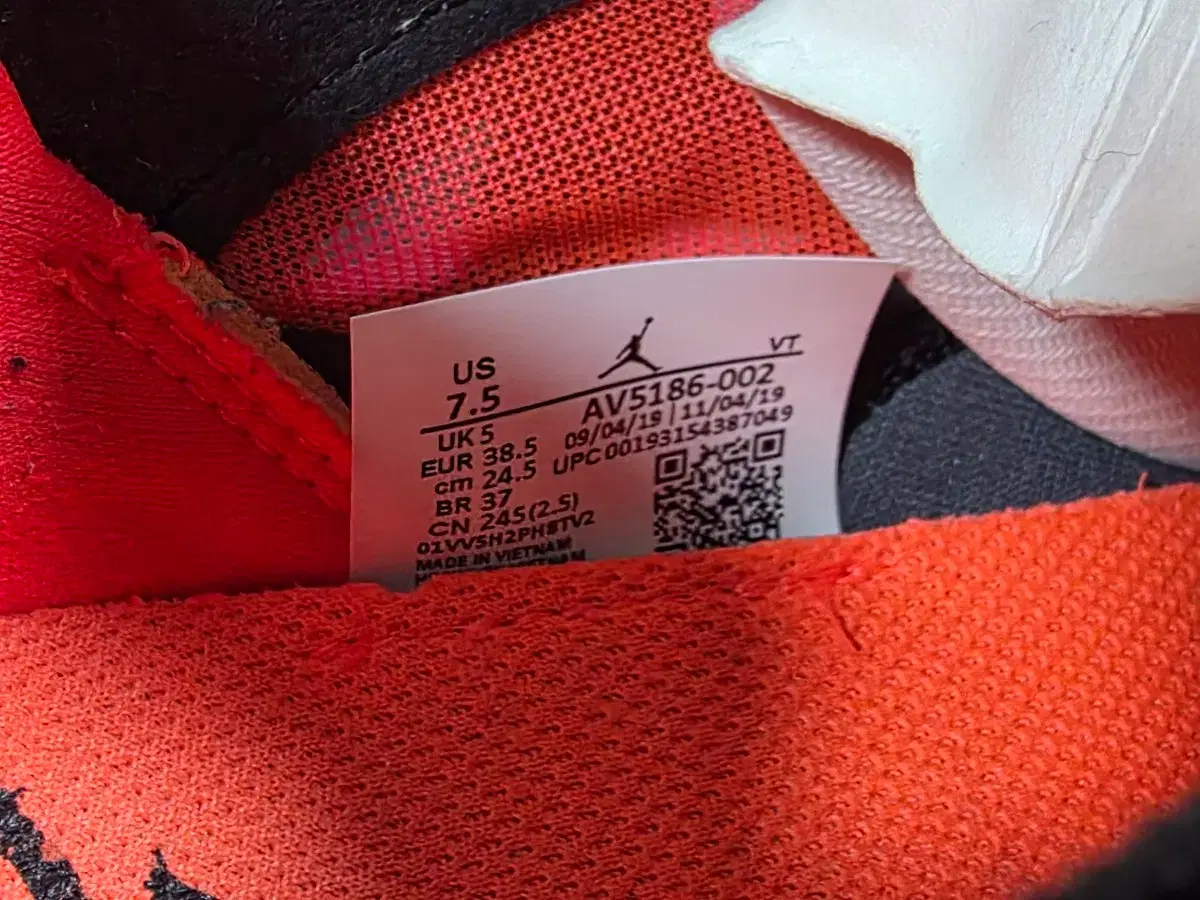 US
7.5
UK 5
EUR 38.5
cm 24.5
BR 37
CN 245(2.5)
01VV5H2PH8TV2
MADE IN VIETNAM
VT
AV5186-002
09/04/19 | 11/04/19
UPC 00193154387049